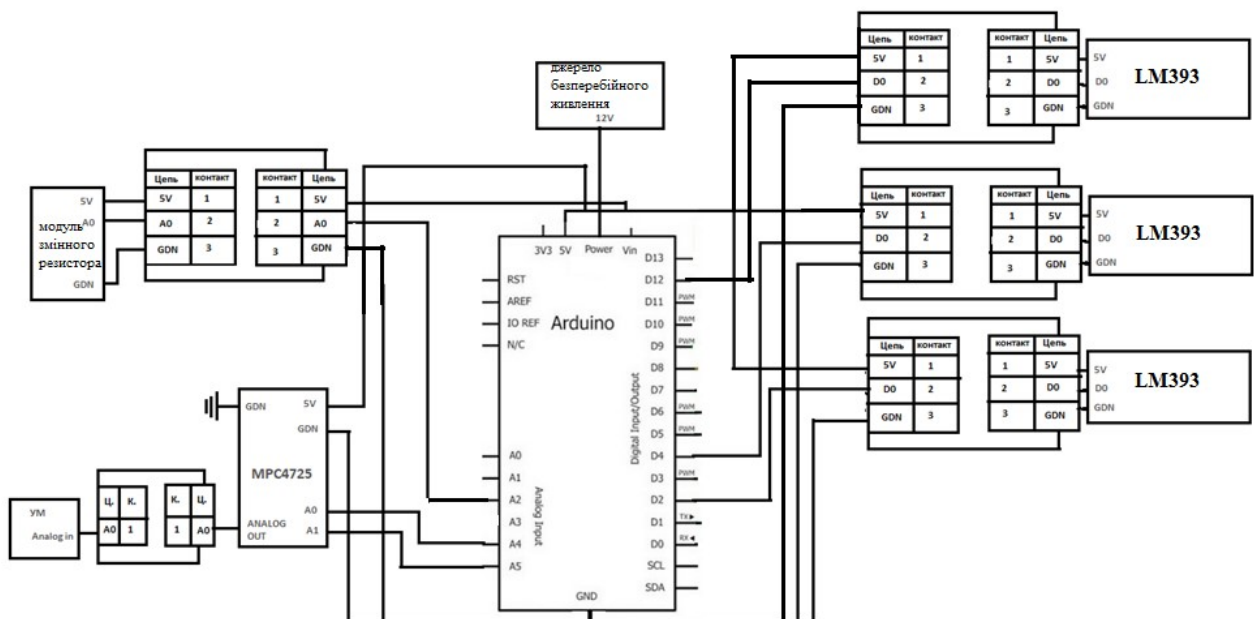 джерело
безперебійного
живлення
12V
Цепь контакт
5V 1
A0 2
GDN 3
контакт Цепь
1 5V
2 A0
3 GDN
5V
A0
модуль
змінного
резистора
GDN
GDN
5V
GDN
MPC4725
A0
ANALOG
OUT
A1
УМ
Analog in
Ц. К.
A0 1
К. Ц.
1 A0
3V3 5V Power Vin
Arduino
RST
AREF
IO REF
N/C
A0
A1
A2
A3
A4
A5
Analog Input
D13
D12
D11 PWM
D10 PWM
D9 PWM
D8
D7
D6 PWM
D5 PWM
D4
D3 PWM
D2
D1 TX
D0 RX
SCL
SDA
Digital Input/Output
GND
Цепь контакт
5V 1
D0 2
GDN 3
контакт Цепь
1 5V
2 D0
3 GDN
5V
D0
GDN
LM393
Цепь контакт
5V 1
D0 2
GDN 3
контакт Цепь
1 5V
2 D0
3 GDN
5V
D0
GDN
LM393
Цепь контакт
5V 1
D0 2
GDN 3
контакт Цепь
1 5V
2 D0
3 GDN
5V
D0
GDN
LM393